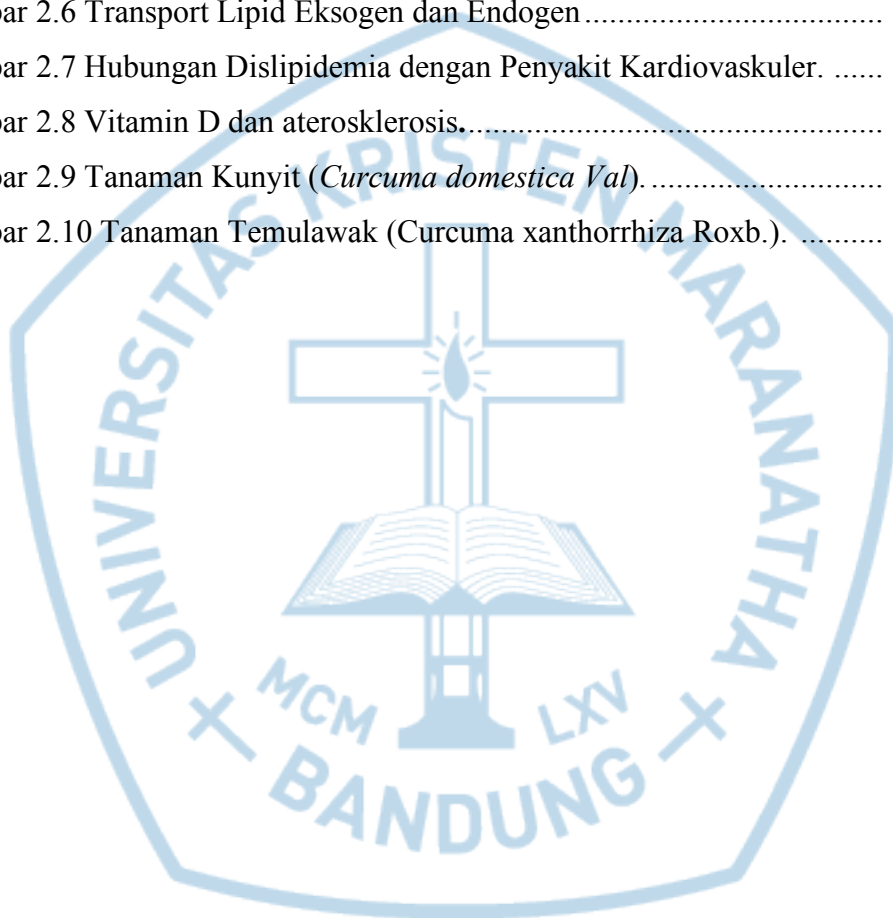 bar 2.6 Transport Lipid Eksogen dan Endogen....................................
bar 2.7 Hubungan Dislipidemia dengan Penyakit Kardiovaskuler. ......
bar 2.8 Vitamin D dan aterosklerosis....................................................
bar 2.9 Tanaman Kunyit (Curcuma domestica Val). ............................
bar 2.10 Tanaman Temulawak (Curcuma xanthorrhiza Roxb.). ..........
UNIVERSITAS KRISTEN MARANATHA
MCM LXV
BANDUNG